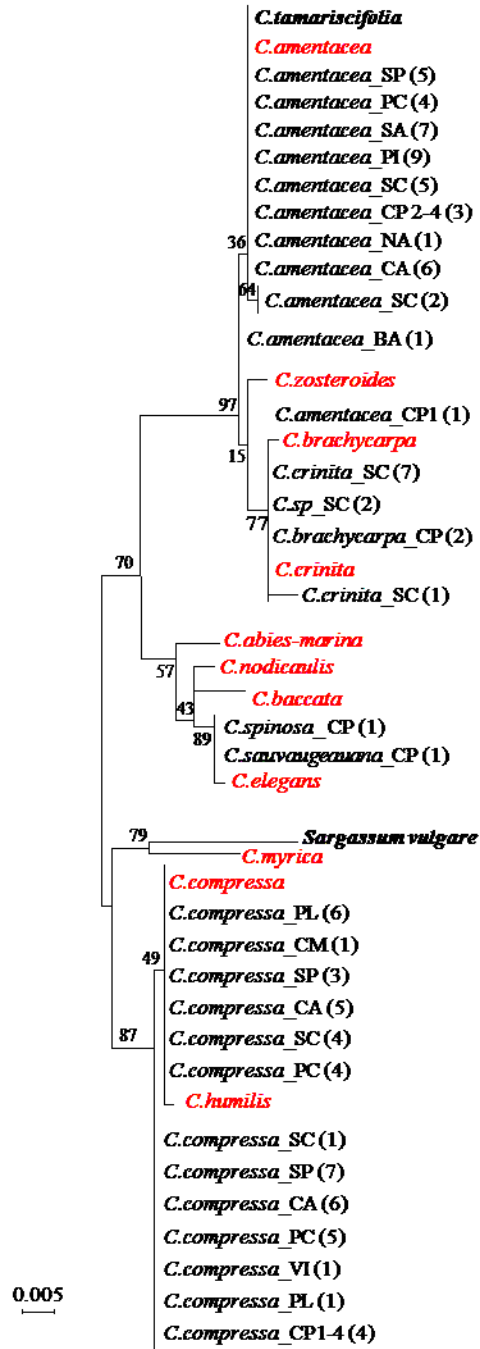 C.tamariscifolia
C.amentacea
C.amentacea_SP (5)
C.amentacea_PC (4)
C.amentacea_SA (7)
C.amentacea_PI (9)
C.amentacea_SC (5)
C.amentacea_CP 2-4 (3)
36
C.amentacea_NA (1)
C.amentacea_CA (6)
64
C.amentacea_SC (2)
C.amentacea_BA (1)
C.zosteroides
97
C.amentacea_CP1 (1)
C.brachycarpa
15
C.crinita_SC (7)
C.sp_SC (2)
77
C.brachycarpa_CP (2)
70
C.crinita
C.crinita_SC (1)
C.abies-marina
57
C.nodicaulis
C.baccata
43
C.spinosa_CP (1)
89
C.sauvaugeauana_CP (1)
C.elegans
79
Sargassum vulgare
C.myrica
C.compressa
C.compressa_PL (6)
C.compressa_CM (1)
49
C.compressa_SP (3)
C.compressa_CA (5)
87
C.compressa_SC (4)
C.compressa_PC (4)
C.humilis
C.compressa_SC (1)
C.compressa_SP (7)
C.compressa_CA (6)
C.compressa_PC (5)
C.compressa_VI (1)
0.005
C.compressa_PL (1)
C.compressa_CP1-4 (4)